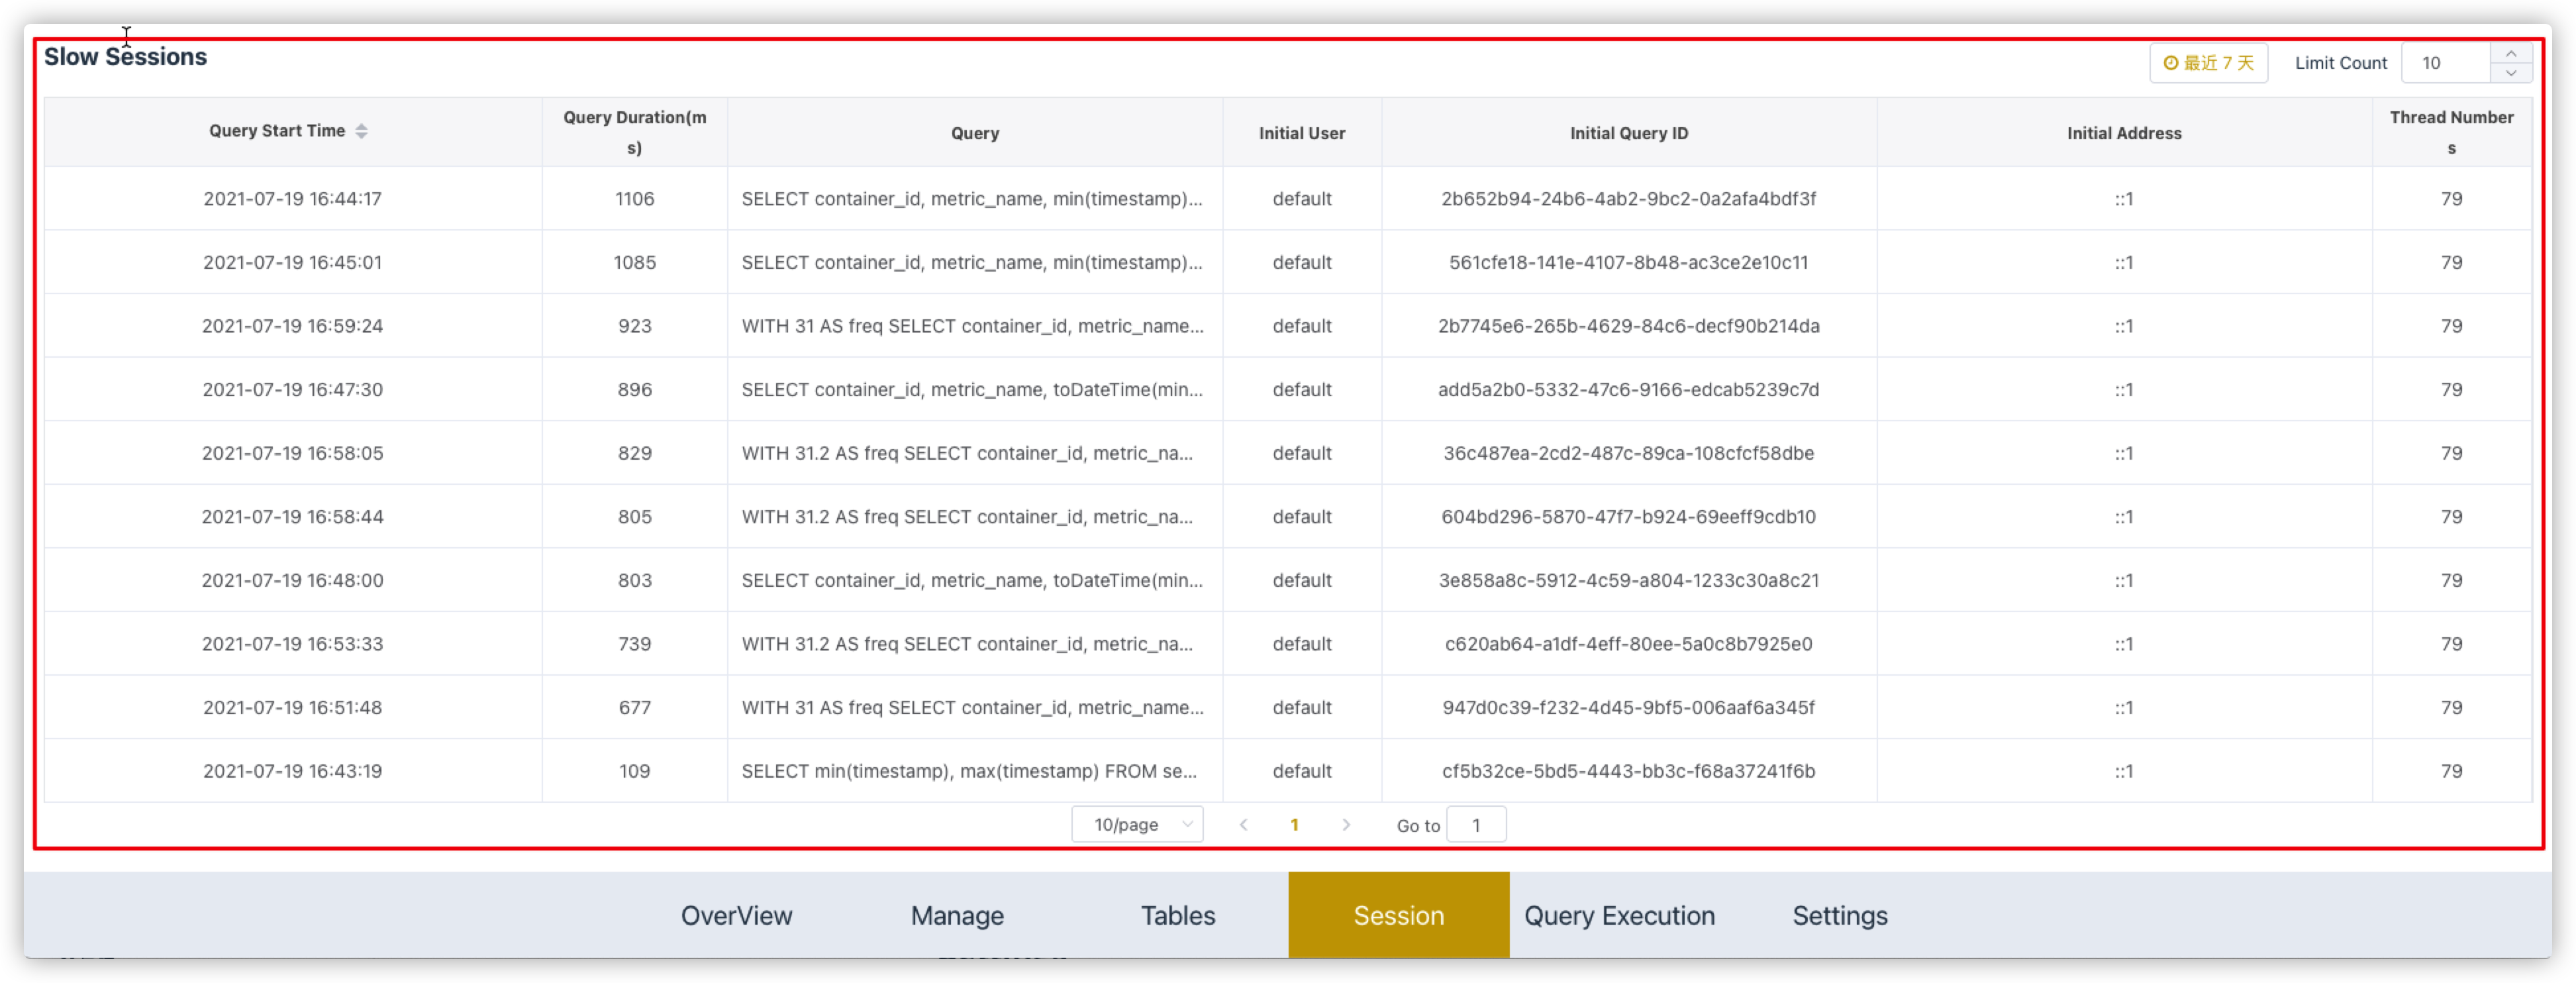 Slow Sessions
最近 7 天 Limit Count 10
Query Start Time Query Duration(m Query Initial User Initial Query ID Initial Address Thread Number
s) s
2021-07-19 16:44:17 1106 SELECT container_id, metric_name, min(timestamp)... default 2b652b94-24b6-4ab2-9bc2-0a2afa4bdf3f ::1 79
2021-07-19 16:45:01 1085 SELECT container_id, metric_name, min(timestamp)... default 561cfe18-141e-4107-8b48-ac3ce2e10c11 ::1 79
2021-07-19 16:59:24 923 WITH 31 AS freq SELECT container_id, metric_name... default 2b7745e6-265b-4629-84c6-decf90b214da ::1 79
2021-07-19 16:47:30 896 SELECT container_id, metric_name, toDateTime(min... default add5a2b0-5332-47c6-9166-edcab5239c7d ::1 79
2021-07-19 16:58:05 829 WITH 31.2 AS freq SELECT container_id, metric_na... default 36c487ea-2cd2-487c-89ca-108cfcf58dbe ::1 79
2021-07-19 16:58:44 805 WITH 31.2 AS freq SELECT container_id, metric_na... default 604bd296-5870-47f7-b924-69eeff9cdb10 ::1 79
2021-07-19 16:48:00 803 SELECT container_id, metric_name, toDateTime(min... default 3e858a8c-5912-4c59-a804-1233c30a8c21 ::1 79
2021-07-19 16:53:33 739 WITH 31.2 AS freq SELECT container_id, metric_na... default c620ab64-a1df-4eff-80ee-5a0c8b7925e0 ::1 79
2021-07-19 16:51:48 677 WITH 31 AS freq SELECT container_id, metric_name... default 947d0c39-f232-4d45-9bf5-006aaf6a345f ::1 79
2021-07-19 16:43:19 109 SELECT min(timestamp), max(timestamp) FROM se... default cf5b32ce-5bd5-4443-bb3c-f68a37241f6b ::1 79
10/page 1 Go to 1
OverView Manage Tables Session Query Execution Settings